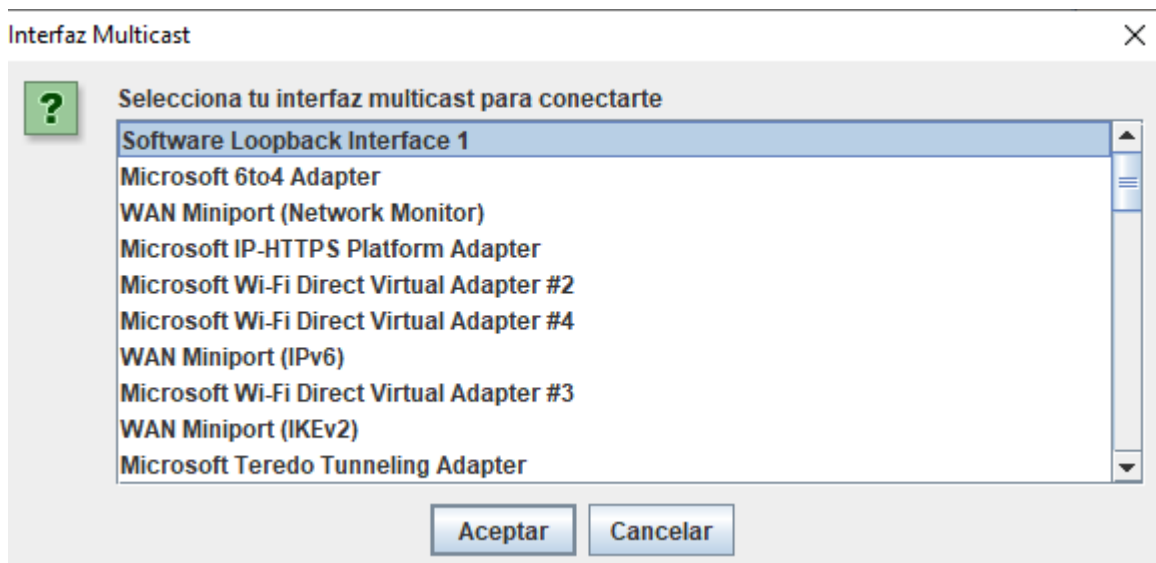 Interfaz Multicast
?
Selecciona tu interfaz multicast para conectarte
Software Loopback Interface 1
Microsoft 6to4 Adapter
WAN Miniport (Network Monitor)
Microsoft IP-HTTPS Platform Adapter
Microsoft Wi-Fi Direct Virtual Adapter #2
Microsoft Wi-Fi Direct Virtual Adapter #4
WAN Miniport (IPv6)
Microsoft Wi-Fi Direct Virtual Adapter #3
WAN Miniport (IKEv2)
Microsoft Teredo Tunneling Adapter
Aceptar Cancelar